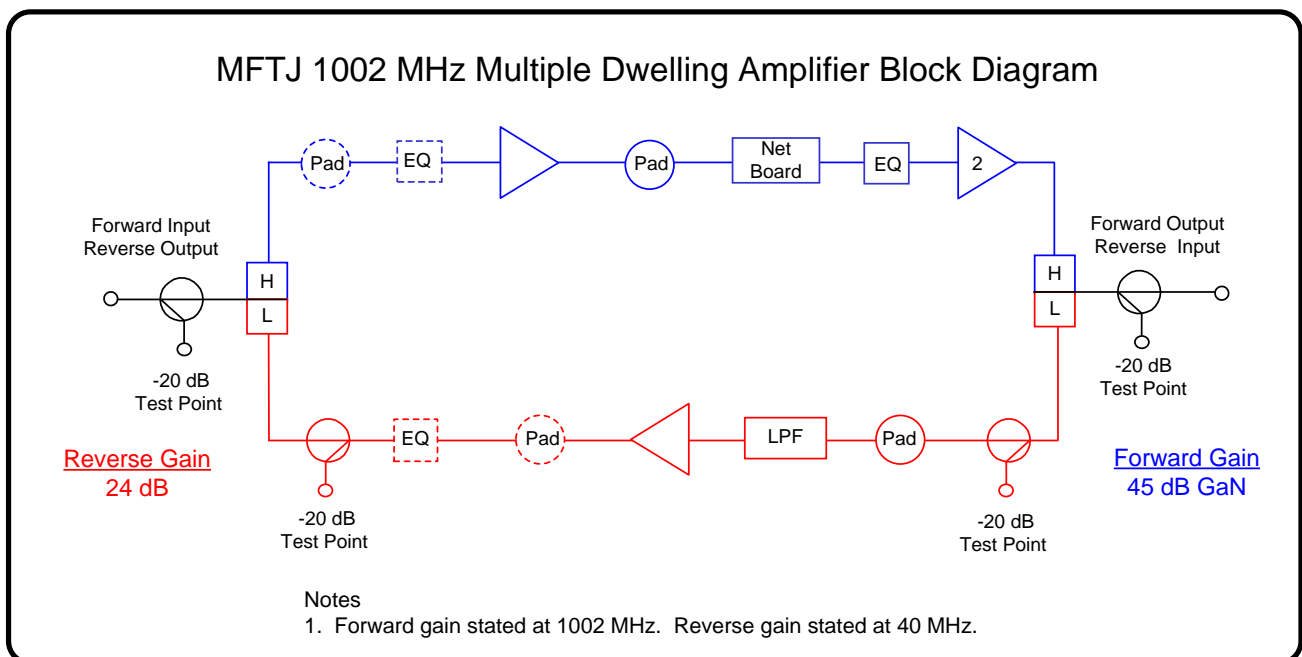 MFTJ 1002 MHz Multiple Dwelling Amplifier Block Diagram
Pad
EQ
Pad
Net
Board
EQ
2
Forward Input
Reverse Output
H
L
-20 dB
Test Point
Forward Output
Reverse Input
H
L
-20 dB
Test Point
EQ
Pad
LPF
Pad
Reverse Gain
24 dB
-20 dB
Test Point
-20 dB
Test Point
Forward Gain
45 dB GaN
Notes
1. Forward gain stated at 1002 MHz. Reverse gain stated at 40 MHz.